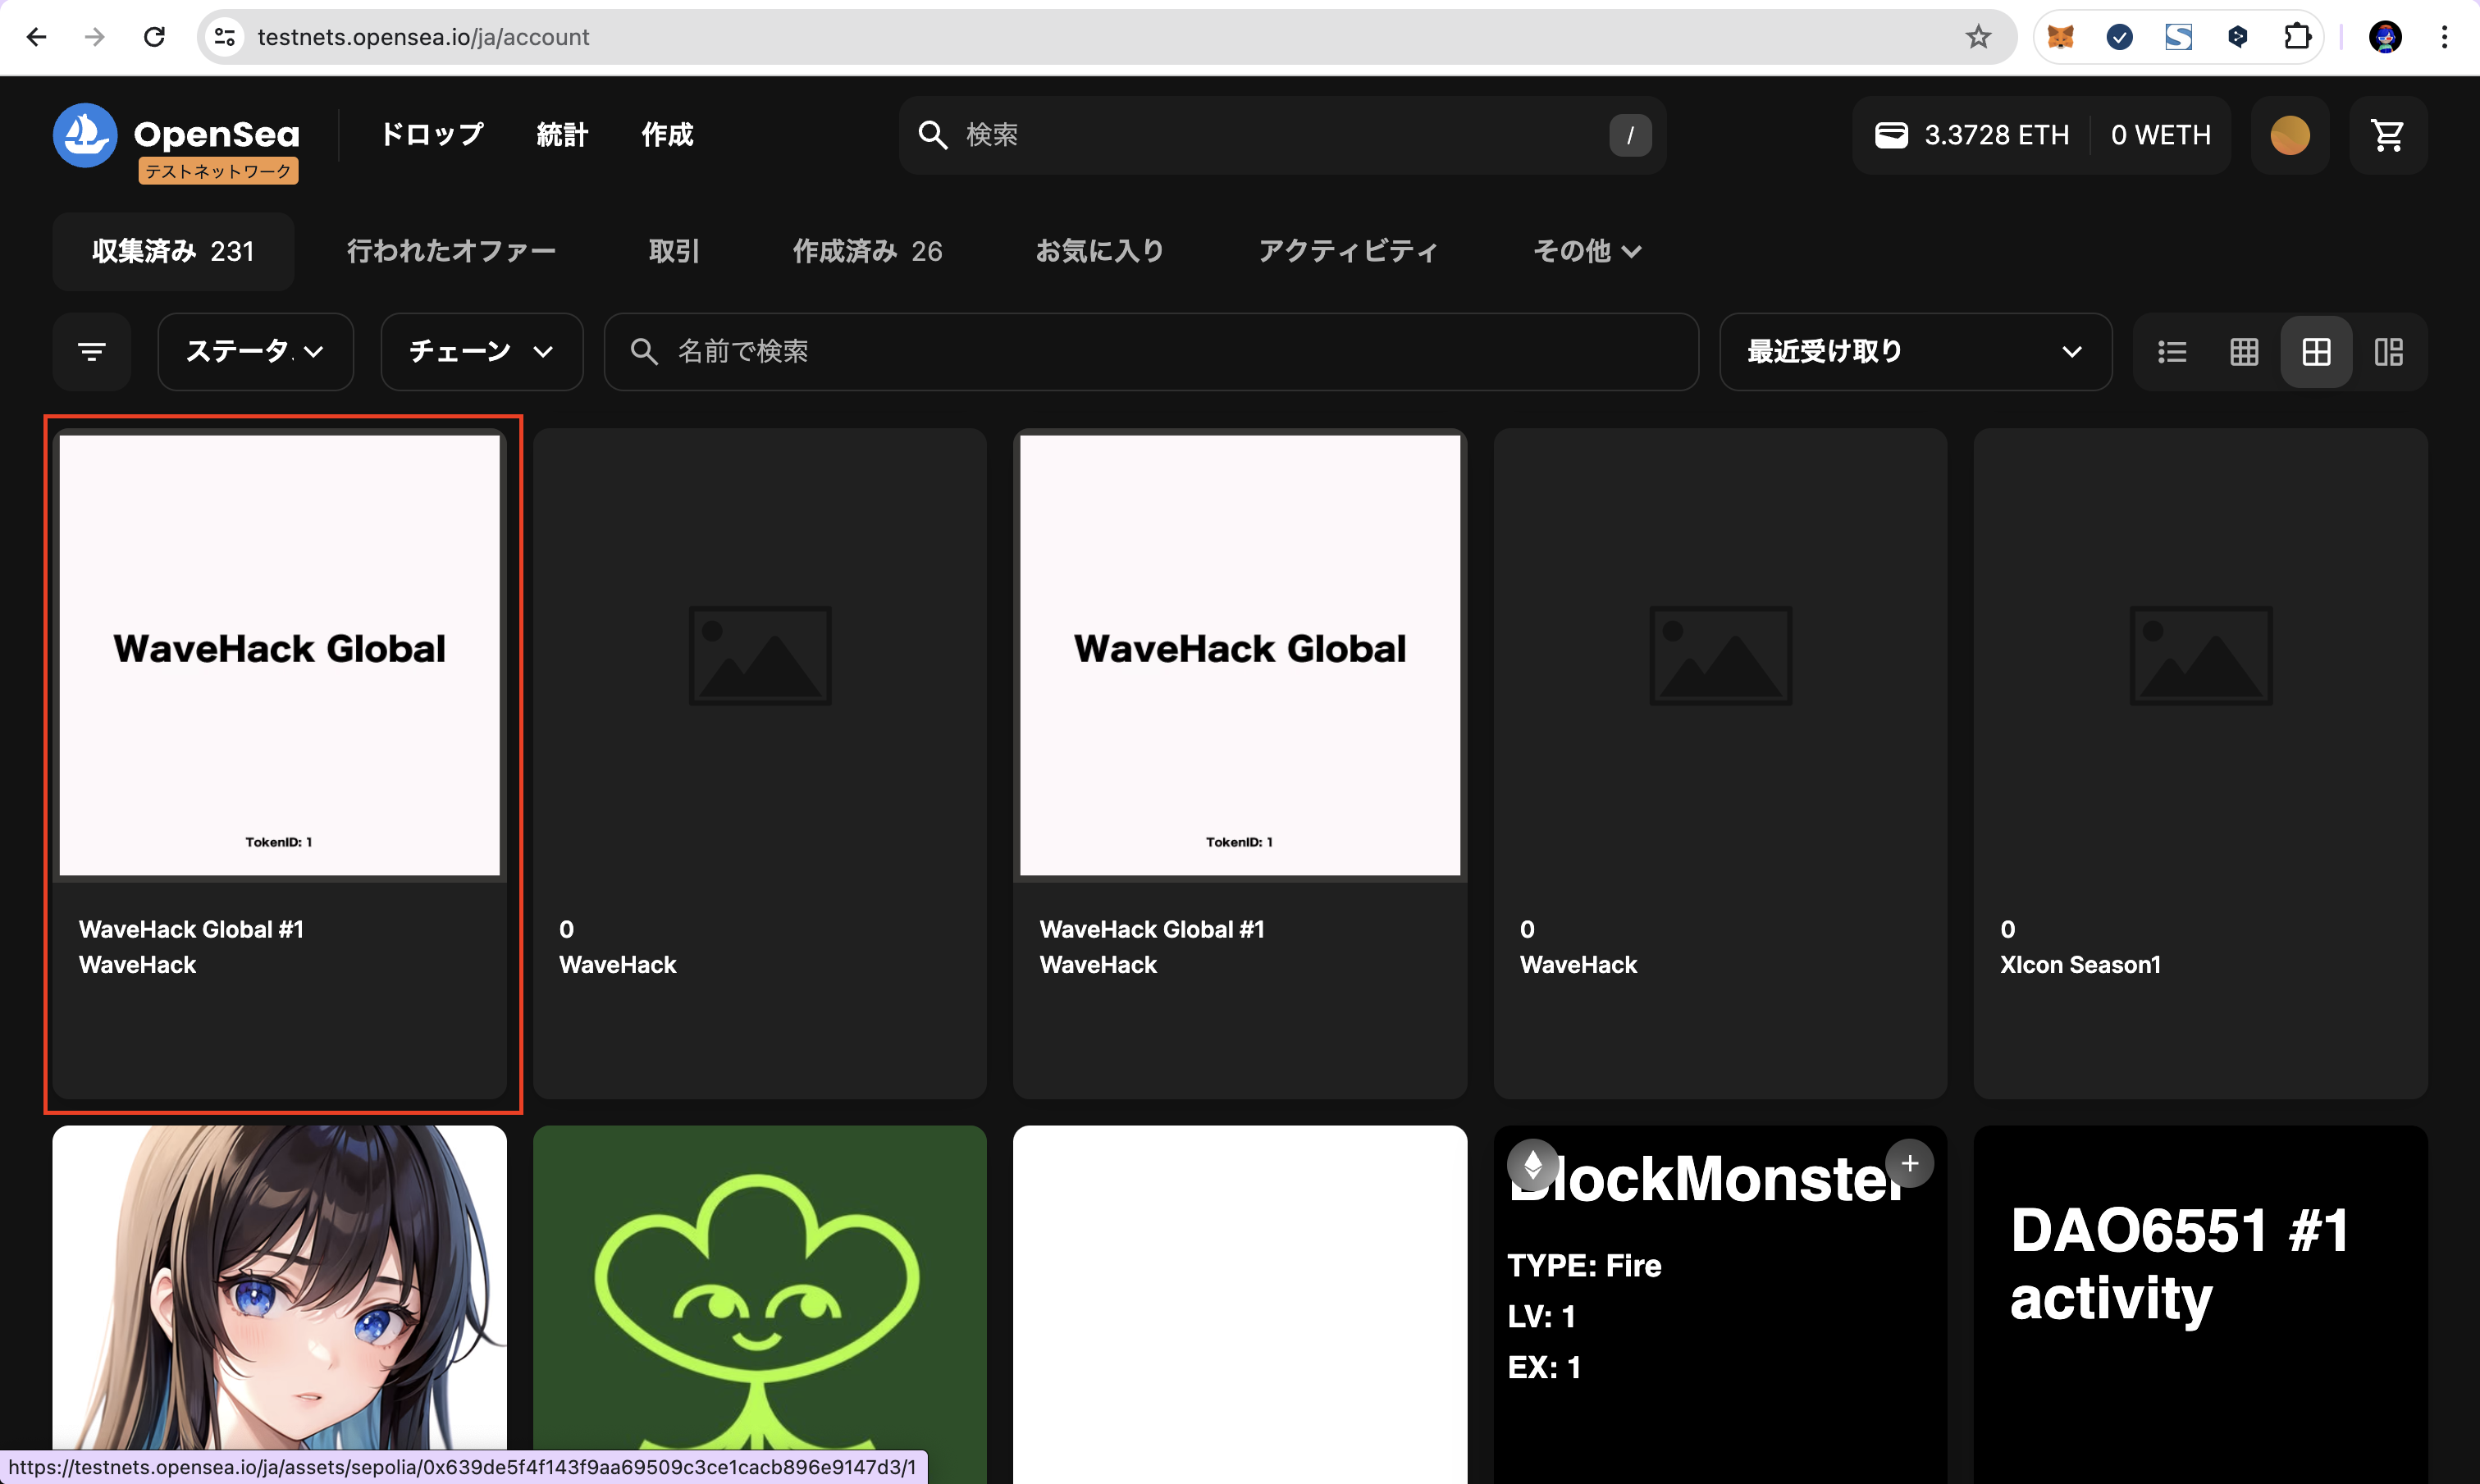 testnets.opensea.io/ja/account
OpenSea
テストネットワーク
ドロップ
統計
作成
検索
/
3.3728 ETH
0 WETH
収集済み 231
行われたオファー
取引
作成済み 26
お気に入り
アクティビティ
その他
ステータ.
チェーン
名前で検索
最近受け取り
WaveHack Global
TokenID: 1
WaveHack Global #1
WaveHack
0
WaveHack
WaveHack Global
TokenID: 1
WaveHack Global #1
WaveHack
0
WaveHack
0
XIcon Season1
BlockMonster
TYPE: Fire
LV: 1
EX: 1
DAO6551 #1
activity
https://testnets.opensea.io/ja/assets/sepolia/0x639de5f4f143f9aa69509c3ce1cacb896e9147d3/1